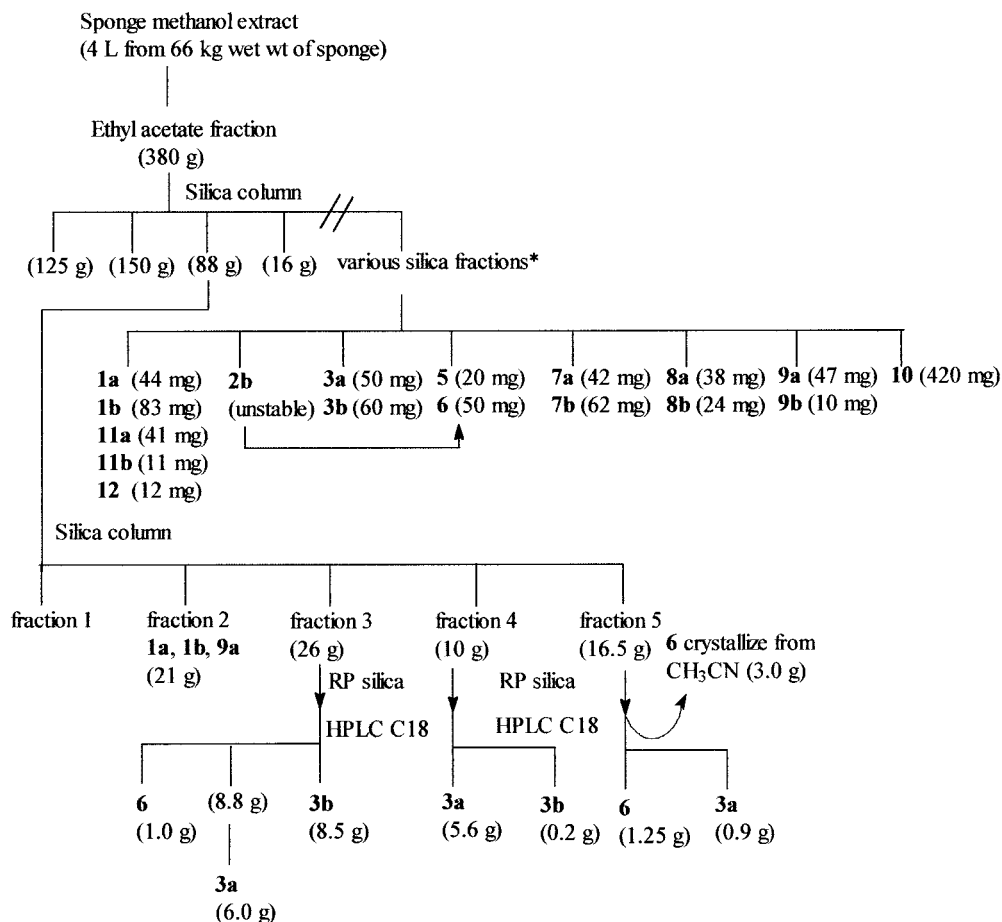 Sponge methanol extract
(4 L from 66 kg wet wt of sponge)
Ethyl acetate fraction
(380 g)
Silica column
(125 g) (150 g) (88 g) (16 g) various silica fractions*
1a (44 mg) 2b 3a (50 mg) 5 (20 mg) 7a (42 mg) 8a (38 mg) 9a (47 mg) 10 (420 mg)
1b (83 mg) (unstable) 3b (60 mg) 6 (50 mg) 7b (62 mg) 8b (24 mg) 9b (10 mg)
11a (41 mg)
11b (11 mg)
12 (12 mg)
Silica column
fraction 1 fraction 2 fraction 3 fraction 4 fraction 5
1a, 1b, 9a (26 g) (10 g) (16.5 g) 6 crystallize from
(21 g) CH3CN (3.0 g)
RP silica RP silica
HPLC C18 HPLC C18
6 (8.8 g) 3b 3a 3b 6 3a
(1.0 g) (8.5 g) (5.6 g) (0.2 g) (1.25 g) (0.9 g)
3a
(6.0 g)